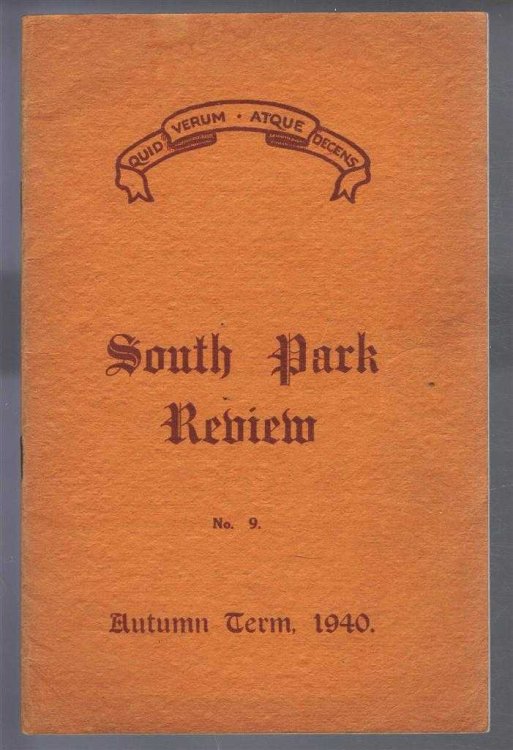 QUID VERUM · ATQUE DECENS
South Park
Review
No. 9.
Autumn Term, 1940.